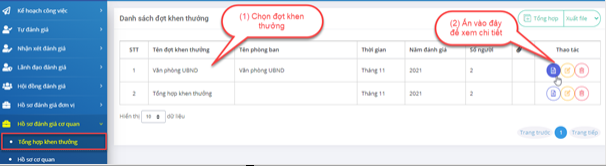 Kế hoạch công việc
Tự đánh giá
Nhận xét đánh giá
Lãnh đạo đánh giá
Hội đồng đánh giá
Hồ sơ đánh giá đơn vị
Hồ sơ đánh giá cơ quan
Tổng hợp khen thưởng
Hồ sơ cơ quan
Danh sách đợt khen thưởng
(1) Chọn đợt khen thưởng
(2) Ấn vào đây để xem chi tiết
Tổng hợp Xuất file
STT Tên đợt khen thưởng Tên phòng ban Thời gian Năm đánh giá Số người Thao tác
1 Văn phòng UBND Văn phòng UBND Tháng 11 2021 2
2 Tổng hợp khen thưởng Tháng 11 2021 2
Hiển thị 10 dữ liệu
Trang trước 1 Trang tiếp